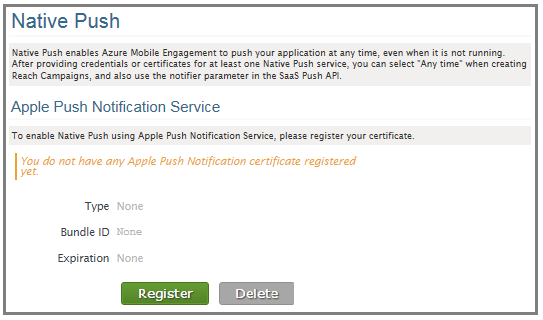 Native Push
Native Push enables Azure Mobile Engagement to push your application at any time, even when it is not running.
After providing credentials or certificates for at least one Native Push service, you can select "Any time" when creating
Reach Campaigns, and also use the notifier parameter in the SaaS Push API.
Apple Push Notification Service
To enable Native Push using Apple Push Notification Service, please register your certificate.
You do not have any Apple Push Notification certificate registered
yet.
Type None
Bundle ID None
Expiration None
Register Delete